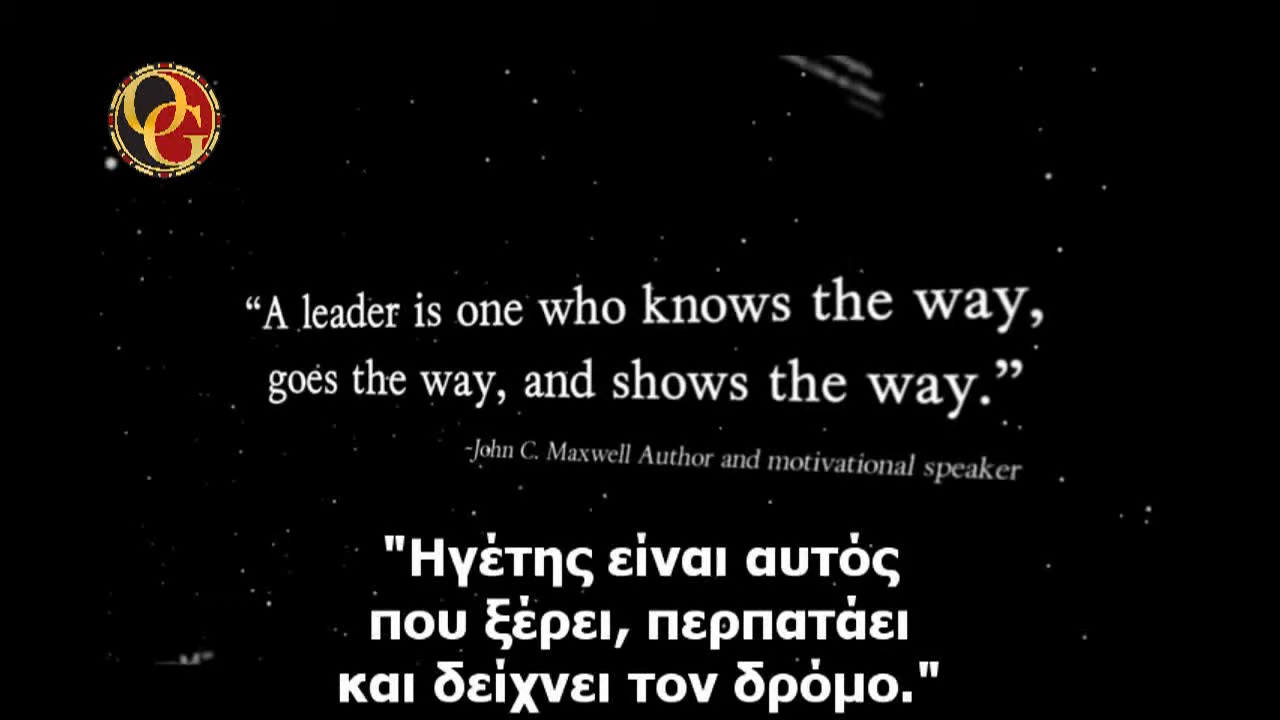 OG
“A leader is one who knows the way,
goes the way, and shows the way.”
-John C. Maxwell Author and motivational speaker
"Ηγέτης είναι αυτός
που ξέρει, περπατάει
και δείχνει τον δρόμο."